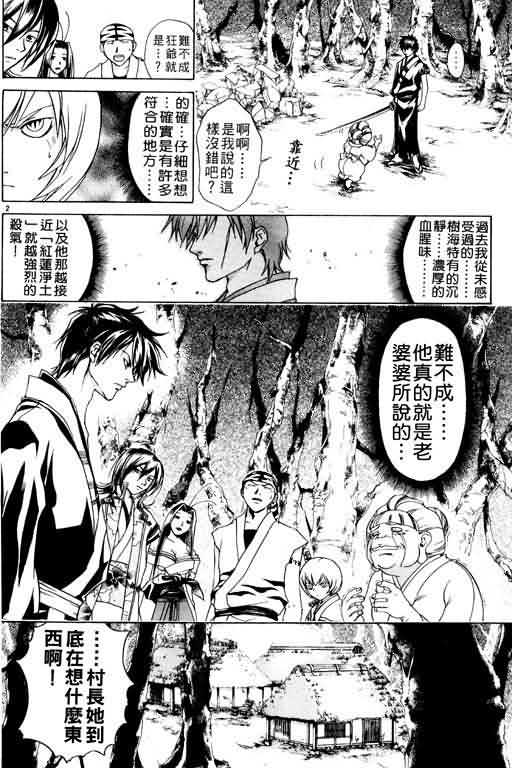 ………
啊啊……
是我說的這
樣沒錯吧？
靠近…
難不成
狂爺就
是…？
的確…仔細想想
…確實是有許多
符合的地方……
2
過去我從未感
受過的……
樹海特有的沉
靜……濃厚的
血腥味……
以及他那越接
近「紅蓮淨土
」就越強烈的
殺氣！
難不成……
他真的就是老
婆婆所說的…
……村長她到
底在想什麼東
西啊！